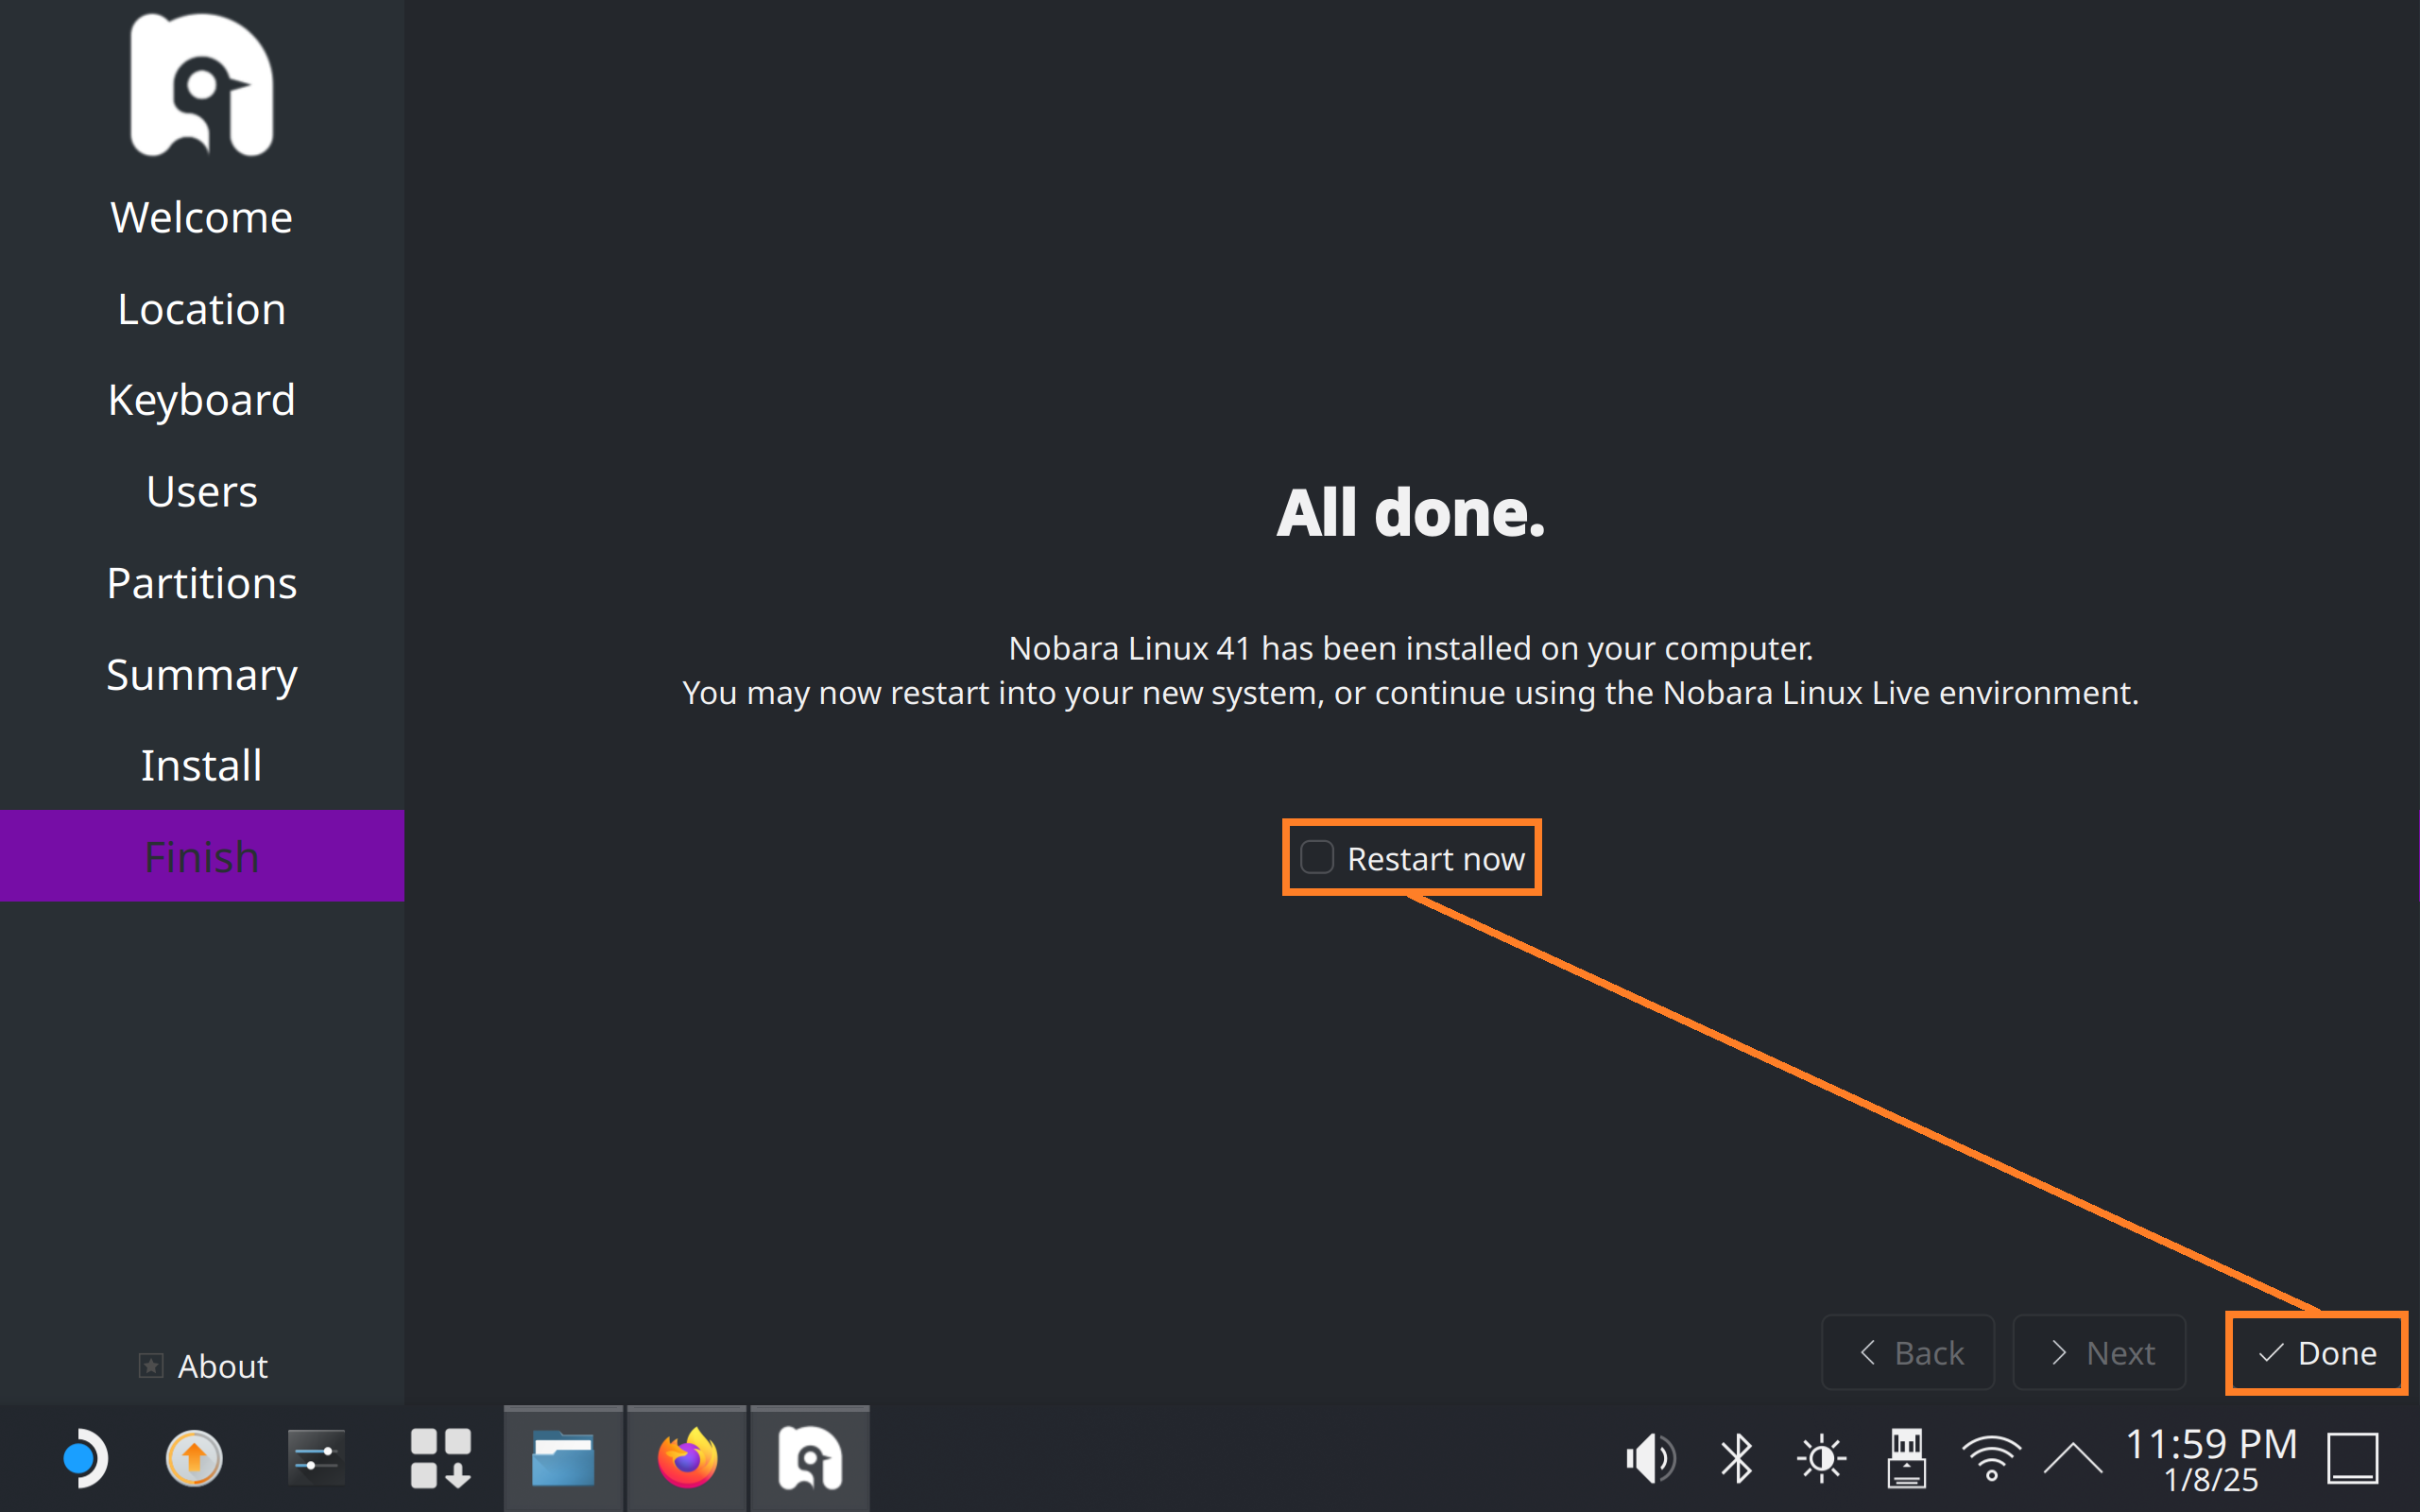 Welcome
Location
Keyboard
Users
Partitions
Summary
Install
Finish
About
All done.
Nobara Linux 41 has been installed on your computer.
You may now restart into your new system, or continue using the Nobara Linux Live environment.
Restart now
Back
Next
Done
11:59 PM
1/8/25